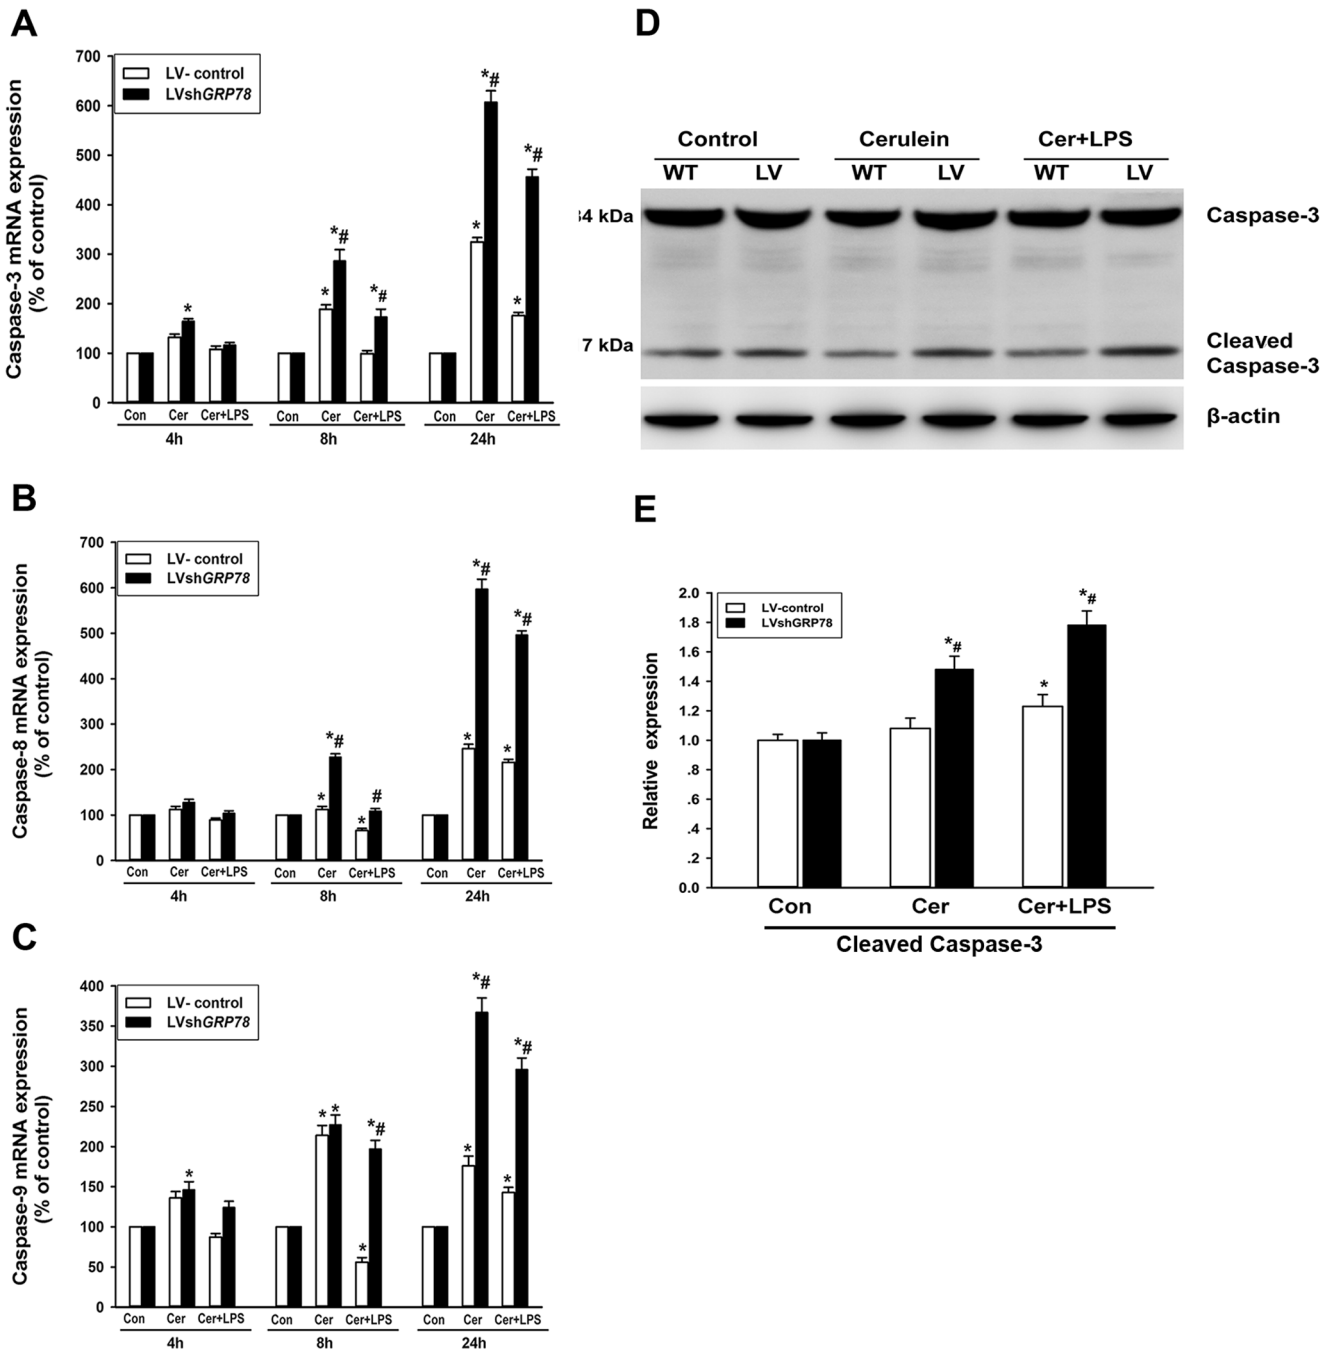 A
700
600
500
400
300
200
100
0
Caspase-3 mRNA expression
(% of control)
LV- control
LVshGRP78
*
*
*#
*#
*
*#
*
*#
Con Cer Cer+LPS Con Cer Cer+LPS Con Cer Cer+LPS
4h 8h 24h
B
700
600
500
400
300
200
100
0
Caspase-8 mRNA expression
(% of control)
LV- control
LVshGRP78
*
*#
*
#
*
*#
*
*#
Con Cer Cer+LPS Con Cer Cer+LPS Con Cer Cer+LPS
4h 8h 24h
C
400
350
300
250
200
150
100
50
0
Caspase-9 mRNA expression
(% of control)
LV- control
LVshGRP78
*
*
*
*
*#
*
*#
*
*#
Con Cer Cer+LPS Con Cer Cer+LPS Con Cer Cer+LPS
4h 8h 24h
D
Control Cerulein Cer+LPS
WT LV WT LV WT LV
4 kDa Caspase-3
7 kDa Cleaved
Caspase-3
β-actin
E
2.0
1.8
1.6
1.4
1.2
1.0
.8
.6
.4
.2
0.0
Relative expression
LV-control
LVshGRP78
*#
*
*#
Con Cer Cer+LPS
Cleaved Caspase-3